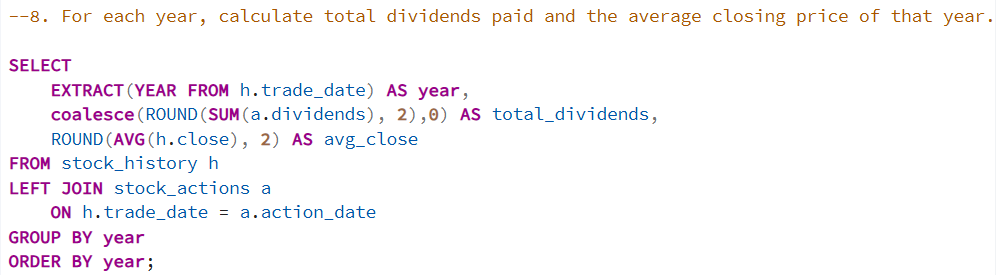 --8. For each year, calculate total dividends paid and the average closing price of that year.
SELECT
EXTRACT(YEAR FROM h.trade_date) AS year,
coalesce(ROUND(SUM(a.dividends), 2),0) AS total_dividends,
ROUND(AVG(h.close), 2) AS avg_close
FROM stock_history h
LEFT JOIN stock_actions a
ON h.trade_date = a.action_date
GROUP BY year
ORDER BY year;